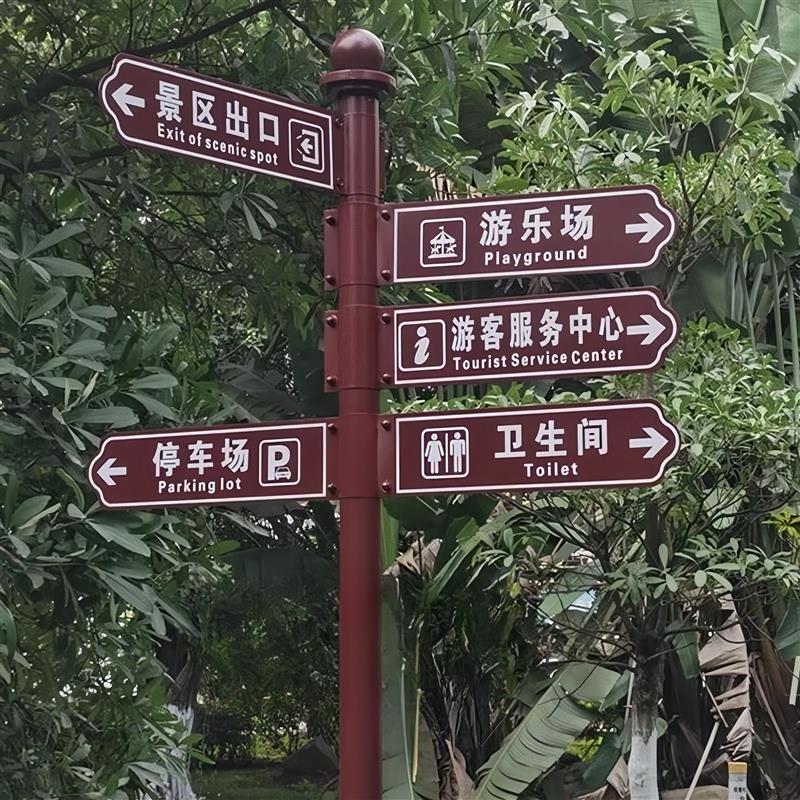 景区出口
Exit of scenic spot
游乐场
Playground
游客服务中心
Tourist Service Center
停车场
P
Parking lot
卫生间
Toilet